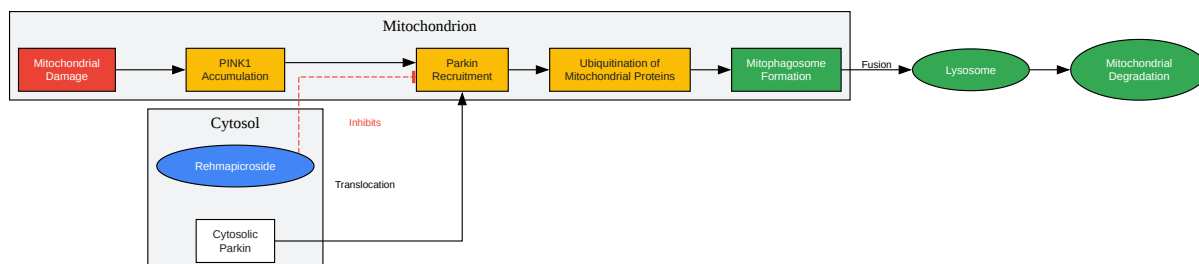 Mitochondrion
Mitochondrial
Damage
PINK1
Accumulation
Parkin
Recruitment
Ubiquitination of
Mitochondrial Proteins
Mitophagosome
Formation
Fusion
Lysosome
Mitochondrial
Degradation
Cytosol
Inhibits
Rehmapicroside
Translocation
Cytosolic
Parkin